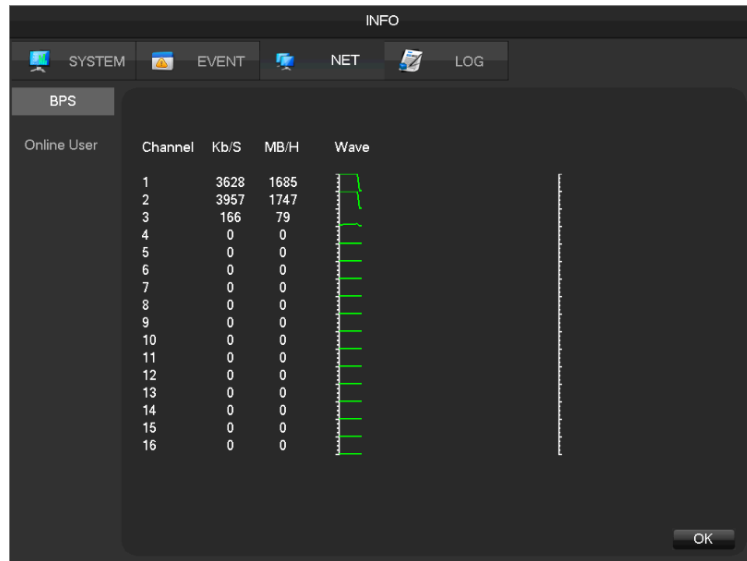 INFO
SYSTEM EVENT NET LOG
BPS
Online User
Channel Kb/S MB/H Wave
1 3628 1685
2 3957 1747
3 166 79
4 0 0
5 0 0
6 0 0
7 0 0
8 0 0
9 0 0
10 0 0
11 0 0
12 0 0
13 0 0
14 0 0
15 0 0
16 0 0
OK